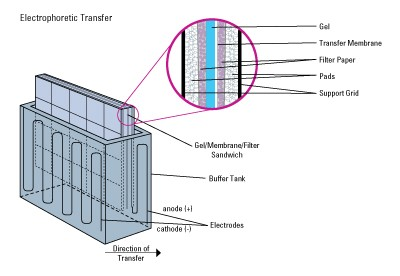 Electrophoretic Transfer
Gel
Transfer Membrane
Filter Paper
Pads
Support Grid
Gel/Membrane/Filter
Sandwich
Buffer Tank
anode (+)
Electrodes
cathode (-)
Direction of
Transfer